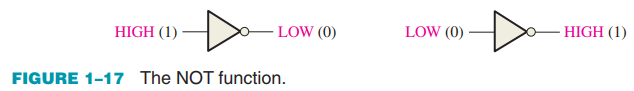 HIGH (1) LOW (0) LOW (0) HIGH (1)
FIGURE 1–17 The NOT function.